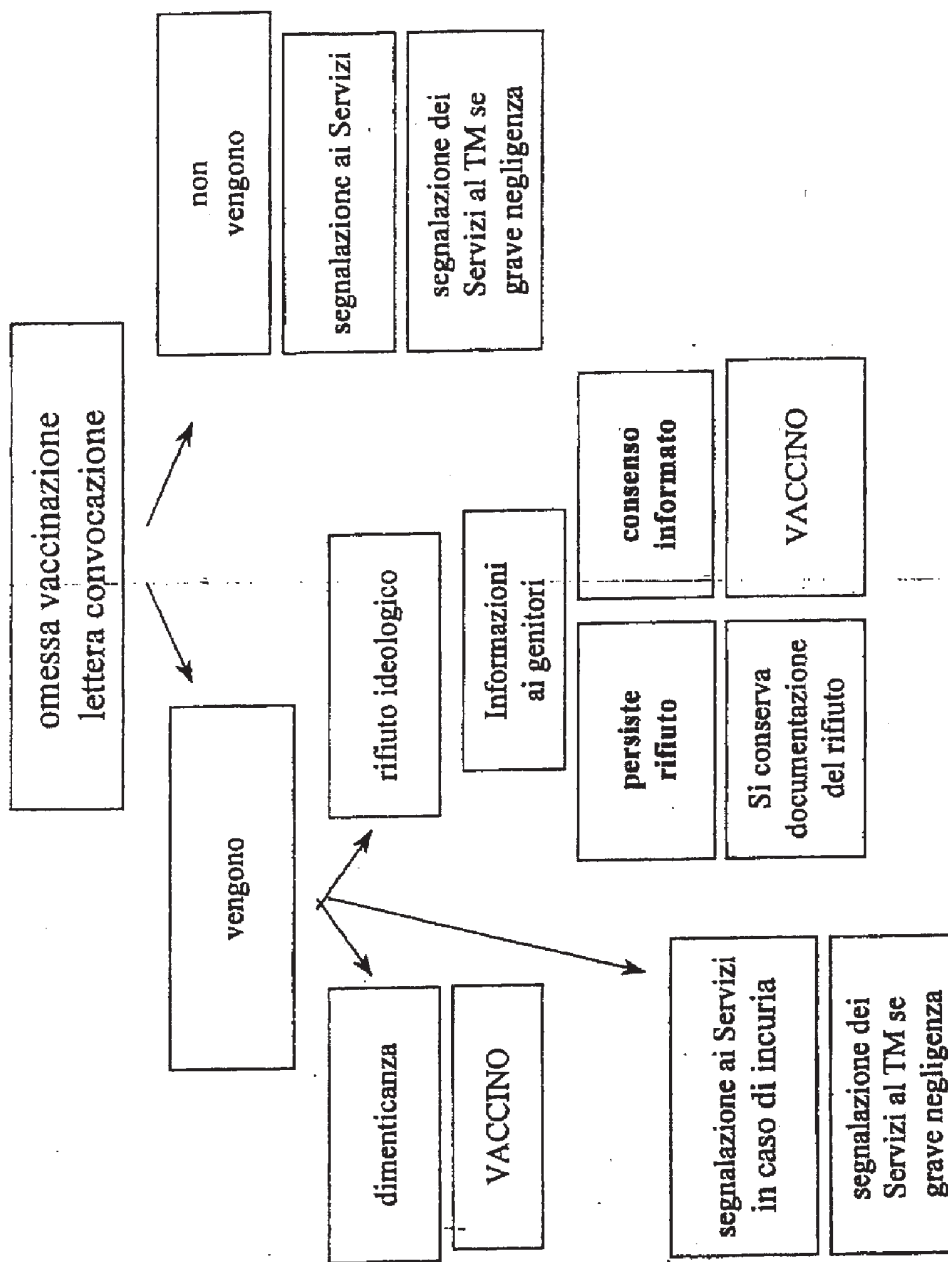 omessa vaccinazione
lettera convocazione
vengono
non
vengono
segnalazione ai Servizi
segnalazione dei
Servizi al TM se
grave negligenza
dimenticanza
VACCINO
rifiuto ideologico
Informazioni
ai genitori
persiste
rifiuto
Si conserva
documentazione
del rifiuto
consenso
informato
VACCINO
segnalazione ai Servizi
in caso di incuria
segnalazione dei
Servizi al TM se
grave negligenza